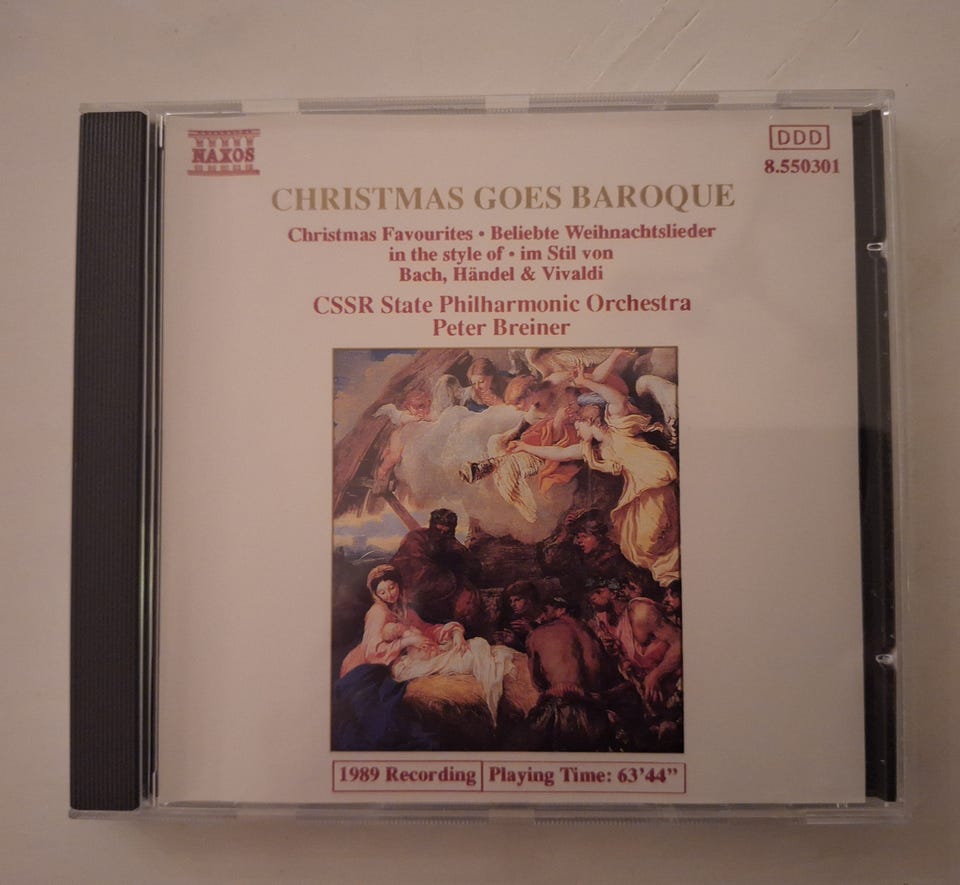 NAXOS
DDD
8.550301
CHRISTMAS GOES BAROQUE
Christmas Favourites • Beliebte Weihnachtslieder
in the style of • im Stil von
Bach, Händel & Vivaldi
CSSR State Philharmonic Orchestra
Peter Breiner
1989 Recording
Playing Time: 63'44"